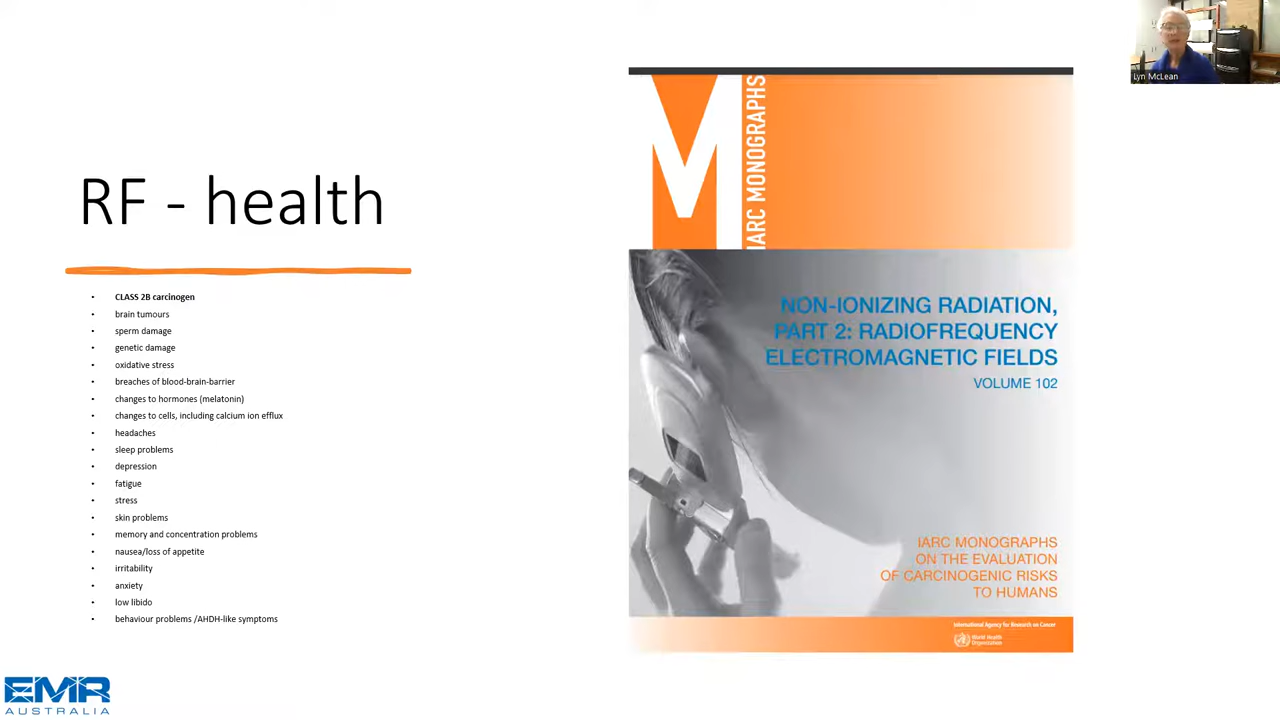 Lyn McLean
RF - health
CLASS 2B carcinogen
brain tumours
sperm damage
genetic damage
oxidative stress
breaches of blood-brain-barrier
changes to hormones (melatonin)
changes to cells, including calcium ion efflux
headaches
sleep problems
depression
fatigue
stress
skin problems
memory and concentration problems
nausea/loss of appetite
irritability
anxiety
low libido
behaviour problems /AHDH-like symptoms
EMR
AUSTRALIA
M
IARC MONOGRAPHS
NON-IONIZING RADIATION,
PART 2: RADIOFREQUENCY
ELECTROMAGNETIC FIELDS
VOLUME 102
IARC MONOGRAPHS
ON THE EVALUATION
OF CARCINOGENIC RISKS
TO HUMANS
International Agency for Research on Cancer
World Health
Organization